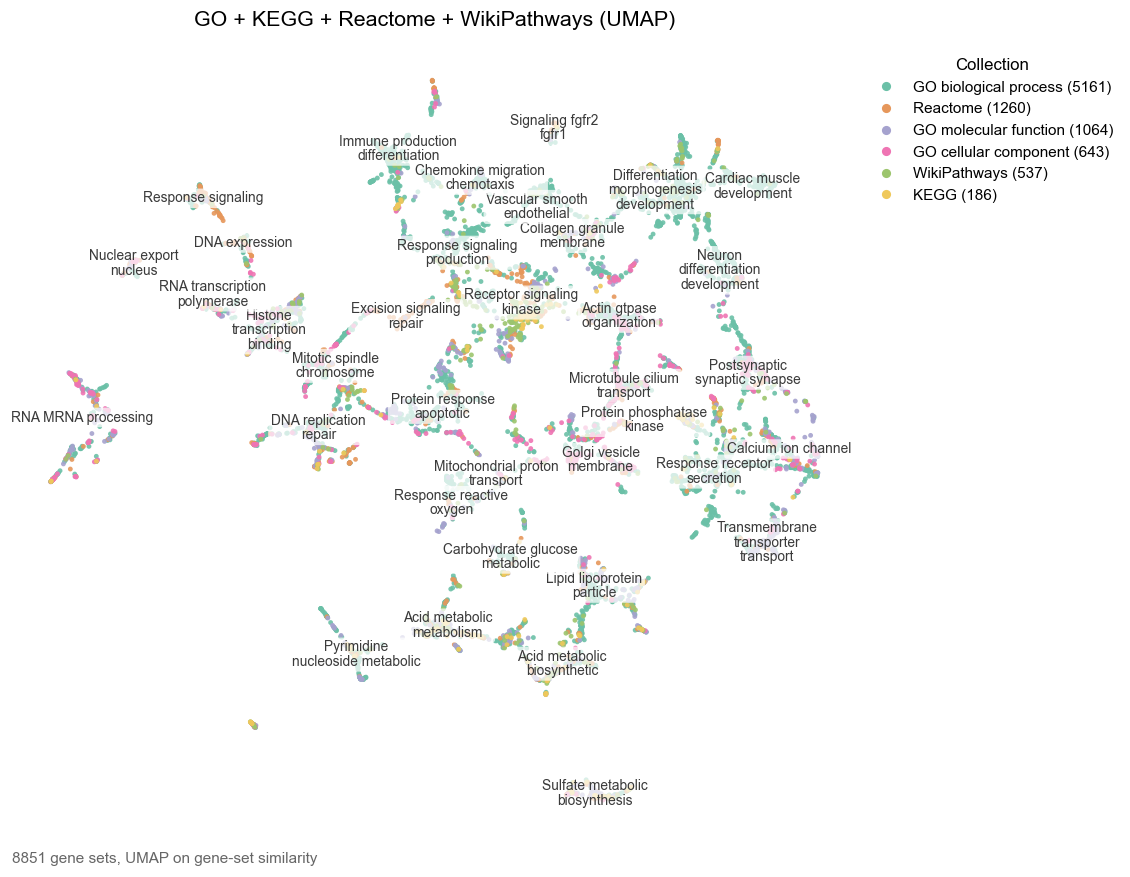 GO + KEGG + Reactome + WikiPathways (UMAP)
Collection
GO biological process (5161)
Reactome (1260)
GO molecular function (1064)
GO cellular component (643)
WikiPathways (537)
KEGG (186)
Signaling fgfr2
fgfr1
Immune production
differentiation
Chemokine migration
chemotaxis
Differentiation
morphogenesis
development
Cardiac muscle
development
Response signaling
Vascular smooth
endothelial
Collagen granule
membrane
DNA expression
Response signaling
production
Nuclear export
nucleus
Neuron
differentiation
development
RNA transcription
polymerase
Receptor signaling
kinase
Excision signaling
repair
Actin gtpase
organization
Histone
transcription
binding
Mitotic spindle
chromosome
Postsynaptic
synaptic synapse
Microtubule cilium
transport
Protein response
apoptotic
RNA MRNA processing
Protein phosphatase
kinase
DNA replication
repair
Calcium ion channel
Golgi vesicle
membrane
Mitochondrial proton
transport
Response receptor
secretion
Response reactive
oxygen
Transmembrane
transporter
transport
Carbohydrate glucose
metabolic
Lipid lipoprotein
particle
Acid metabolic
metabolism
Pyrimidine
nucleoside metabolic
Acid metabolic
biosynthetic
Sulfate metabolic
biosynthesis
8851 gene sets, UMAP on gene-set similarity